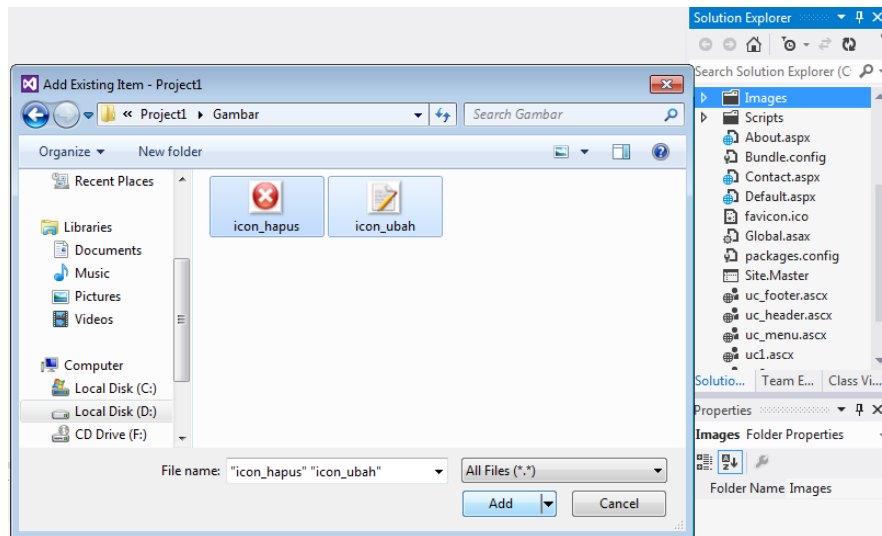 Solution Explorer
Search Solution Explorer (C
Images
Scripts
About.aspx
Bundle.config
Contact.aspx
Default.aspx
favicon.ico
Global.asax
packages.config
Site.Master
uc_footer.ascx
uc_header.ascx
uc_menu.ascx
uc1.ascx
Solutio... Team E... Class Vi...
Properties
Images Folder Properties
Folder Name Images
Add Existing Item - Project1
« Project1 Gambar
Search Gambar
Organize New folder
Recent Places
Libraries
Documents
Music
Pictures
Videos
Computer
Local Disk (C:)
Local Disk (D:)
CD Drive (F:)
icon_hapus icon_ubah
File name: "icon_hapus" "icon_ubah" All Files (*.*)
Add Cancel